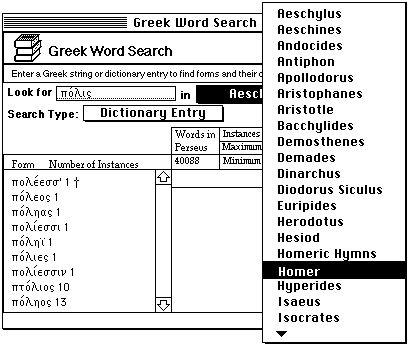 Greek Word Search
Greek Word Search
Enter a Greek string or dictionary entry to find forms and their
Look for πόλις in Aesch
Search Type: Dictionary Entry
Words in Perseus Instances
Maximum
40088 Minimum
Form Number of Instances
πολέεσσ' 1 †
πόλεος 1
πόληας 1
πολίεσσι 1
πόληϊ 1
πόλιες 1
πολίεσσιν 1
πτόλιος 10
πόληος 13
Aeschylus
Aeschines
Andocides
Antiphon
Apollodorus
Aristophanes
Aristotle
Bacchylides
Demosthenes
Demades
Dinarchus
Diodorus Siculus
Euripides
Herodotus
Hesiod
Homeric Hymns
Homer
Hyperides
Isaeus
Isocrates